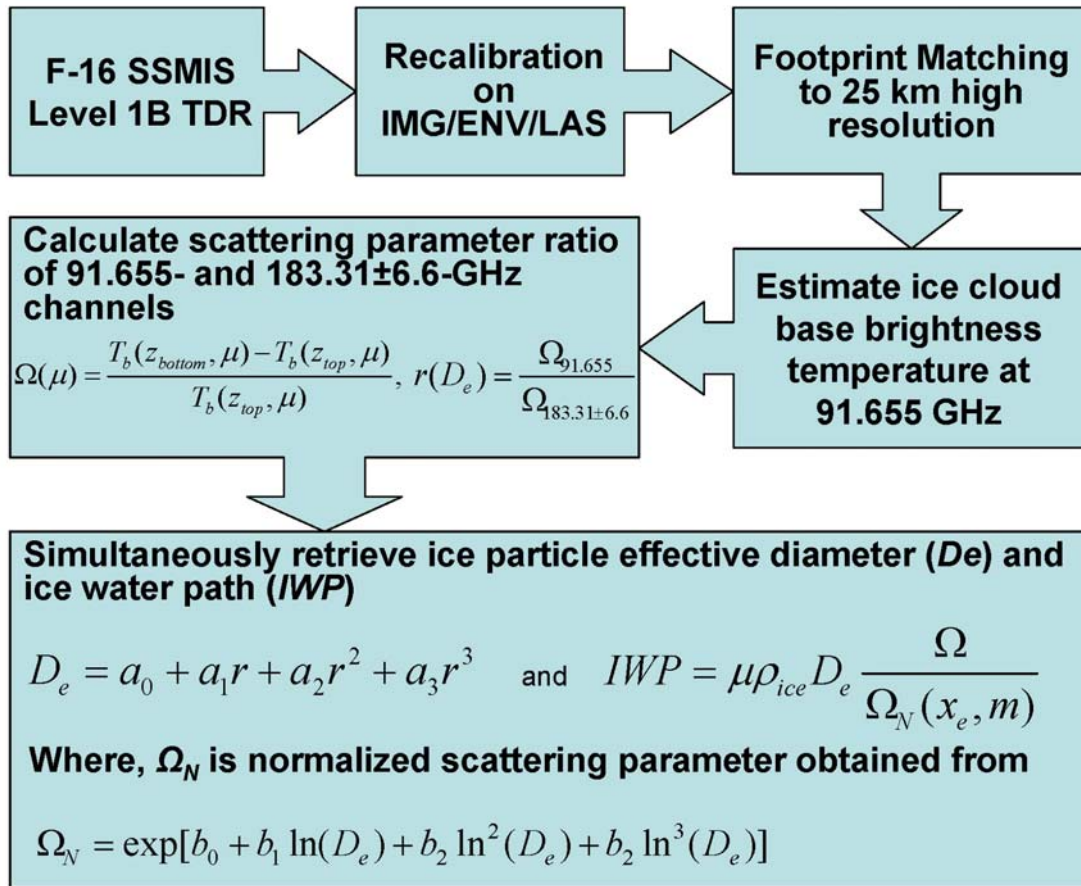 F-16 SSMIS
Level 1B TDR
Recalibration
on
IMG/ENV/LAS
Footprint Matching
to 25 km high
resolution
Estimate ice cloud
base brightness
temperature at
91.655 GHz
Calculate scattering parameter ratio
of 91.655- and 183.31±6.6-GHz
channels
Ω(μ) = (T_b(z_bottom, μ) − T_b(z_top, μ)) / T_b(z_top, μ), r(D_e) = Ω_91.655 / Ω_183.31±6.6
Simultaneously retrieve ice particle effective diameter (De) and
ice water path (IWP)
D_e = a_0 + a_1 r + a_2 r^2 + a_3 r^3 and IWP = μρ_ice D_e Ω / Ω_N(x_e, m)
Where, Ω_N is normalized scattering parameter obtained from
Ω_N = exp[b_0 + b_1 ln(D_e) + b_2 ln^2(D_e) + b_2 ln^3(D_e)]